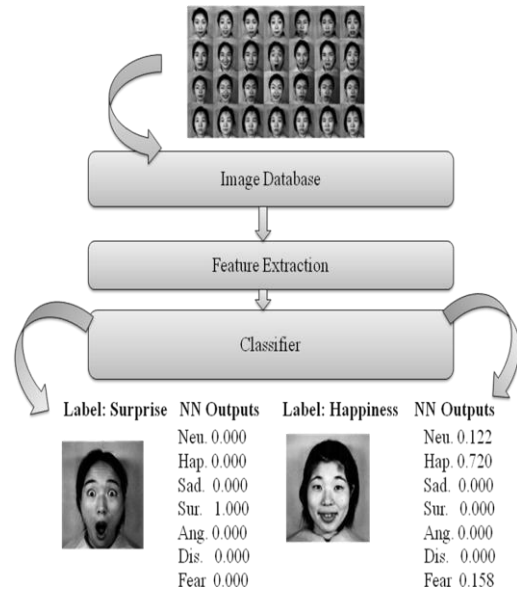 Image Database
Feature Extraction
Classifier
Label: Surprise
NN Outputs
Neu. 0.000
Hap. 0.000
Sad. 0.000
Sur. 1.000
Ang. 0.000
Dis. 0.000
Fear 0.000
Label: Happiness
NN Outputs
Neu. 0.122
Hap. 0.720
Sad. 0.000
Sur. 0.000
Ang. 0.000
Dis. 0.000
Fear 0.158